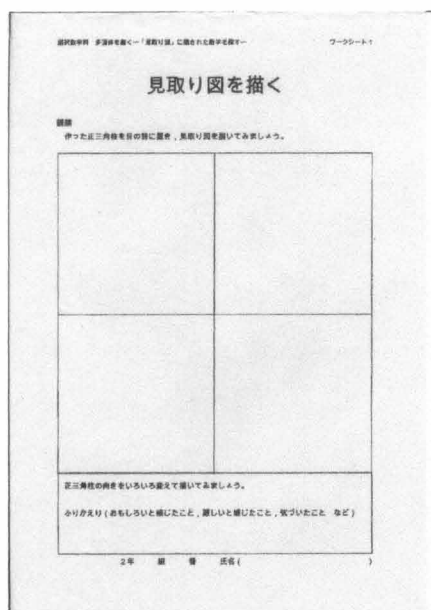 選択数学科 多面体を描く－「見取り図」に隠された数学を探す－ ワークシート1
見取り図を描く
課題
作った正三角柱を目の前に置き，見取り図を描いてみましょう。
正三角柱の向きをいろいろ変えて描いてみましょう。
ふりかえり（おもしろいと感じたこと，難しいと感じたこと，気づいたこと など）
2年 組 番 氏名（ ）